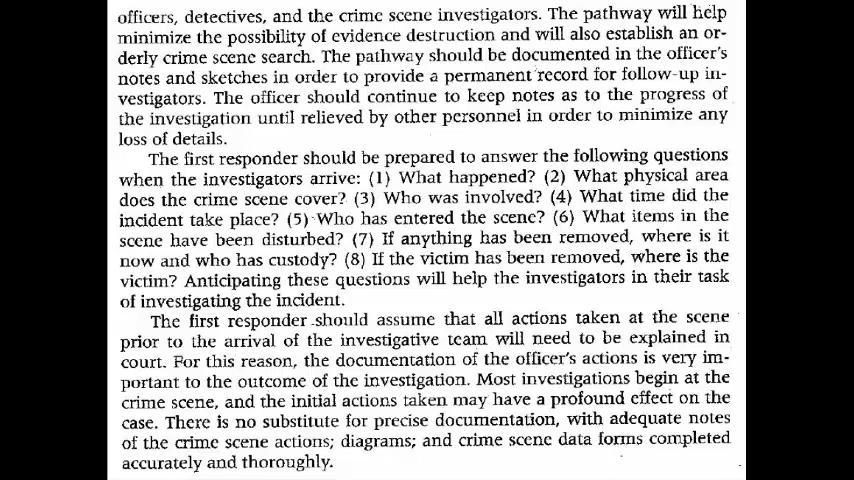 officers, detectives, and the crime scene investigators. The pathway will help
minimize the possibility of evidence destruction and will also establish an or-
derly crime scene search. The pathway should be documented in the officer's
notes and sketches in order to provide a permanent record for follow-up in-
vestigators. The officer should continue to keep notes as to the progress of
the investigation until relieved by other personnel in order to minimize any
loss of details.
The first responder should be prepared to answer the following questions
when the investigators arrive: (1) What happened? (2) What physical area
does the crime scene cover? (3) Who was involved? (4) What time did the
incident take place? (5) Who has entered the scene? (6) What items in the
scene have been disturbed? (7) If anything has been removed, where is it
now and who has custody? (8) If the victim has been removed, where is the
victim? Anticipating these questions will help the investigators in their task
of investigating the incident.
The first responder should assume that all actions taken at the scene
prior to the arrival of the investigative team will need to be explained in
court. For this reason, the documentation of the officer's actions is very im-
portant to the outcome of the investigation. Most investigations begin at the
crime scene, and the initial actions taken may have a profound effect on the
case. There is no substitute for precise documentation, with adequate notes
of the crime scene actions; diagrams; and crime scene data forms completed
accurately and thoroughly.